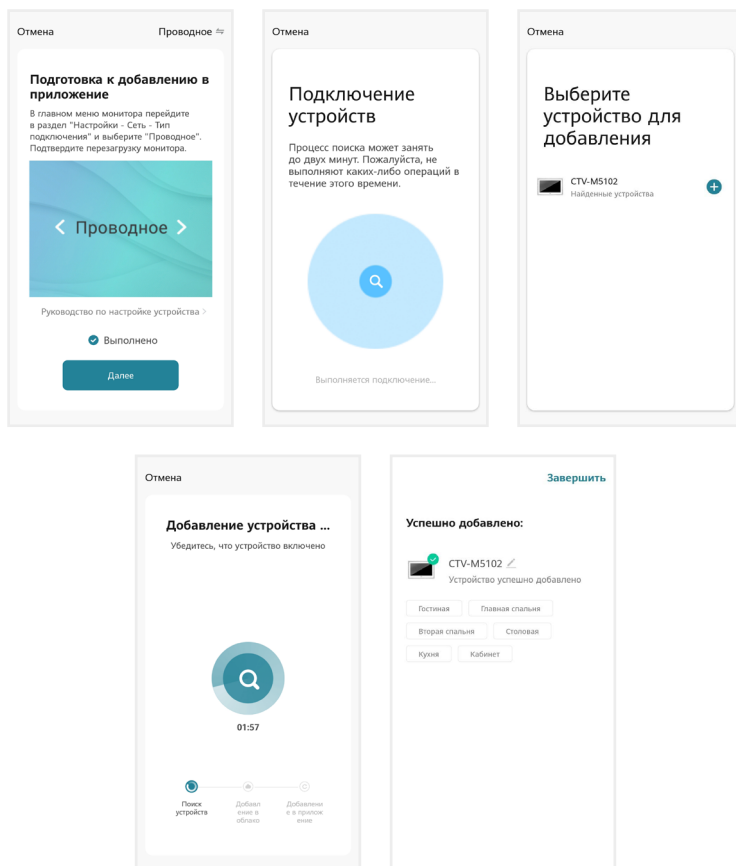 Отмена
Проводное
Подготовка к добавлению в
приложение
В главном меню монитора перейдите
в раздел "Настройки - Сеть - Тип
подключения" и выберите "Проводное".
Подтвердите перезагрузку монитора.
Проводное
Руководство по настройке устройства
Выполнено
Далее
Отмена
Подключение
устройств
Процесс поиска может занять
до двух минут. Пожалуйста, не
выполняют каких-либо операций в
течение этого времени.
Выполняется подключение...
Отмена
Выберите
устройство для
добавления
CTV-M5102
Найденные устройства
Отмена
Добавление устройства ...
Убедитесь, что устройство включено
01:57
Поиск
устройств
Добавл
ение в
облако
Добавлени
е в прилож
ение
Завершить
Успешно добавлено:
CTV-M5102
Устройство успешно добавлено
Гостиная
Главная спальня
Вторая спальня
Столовая
Кухня
Кабинет